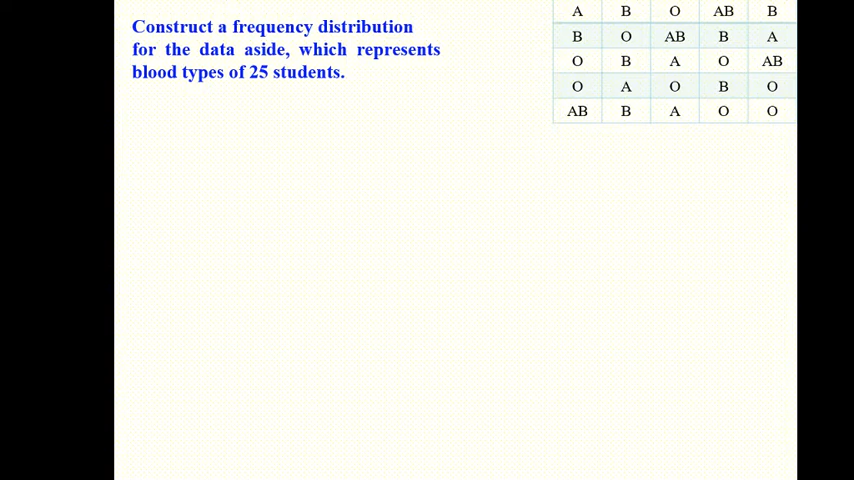 Construct a frequency distribution
for the data aside, which represents
blood types of 25 students.
A B O AB B
B O AB B A
O B A O AB
O A O B O
AB B A O O